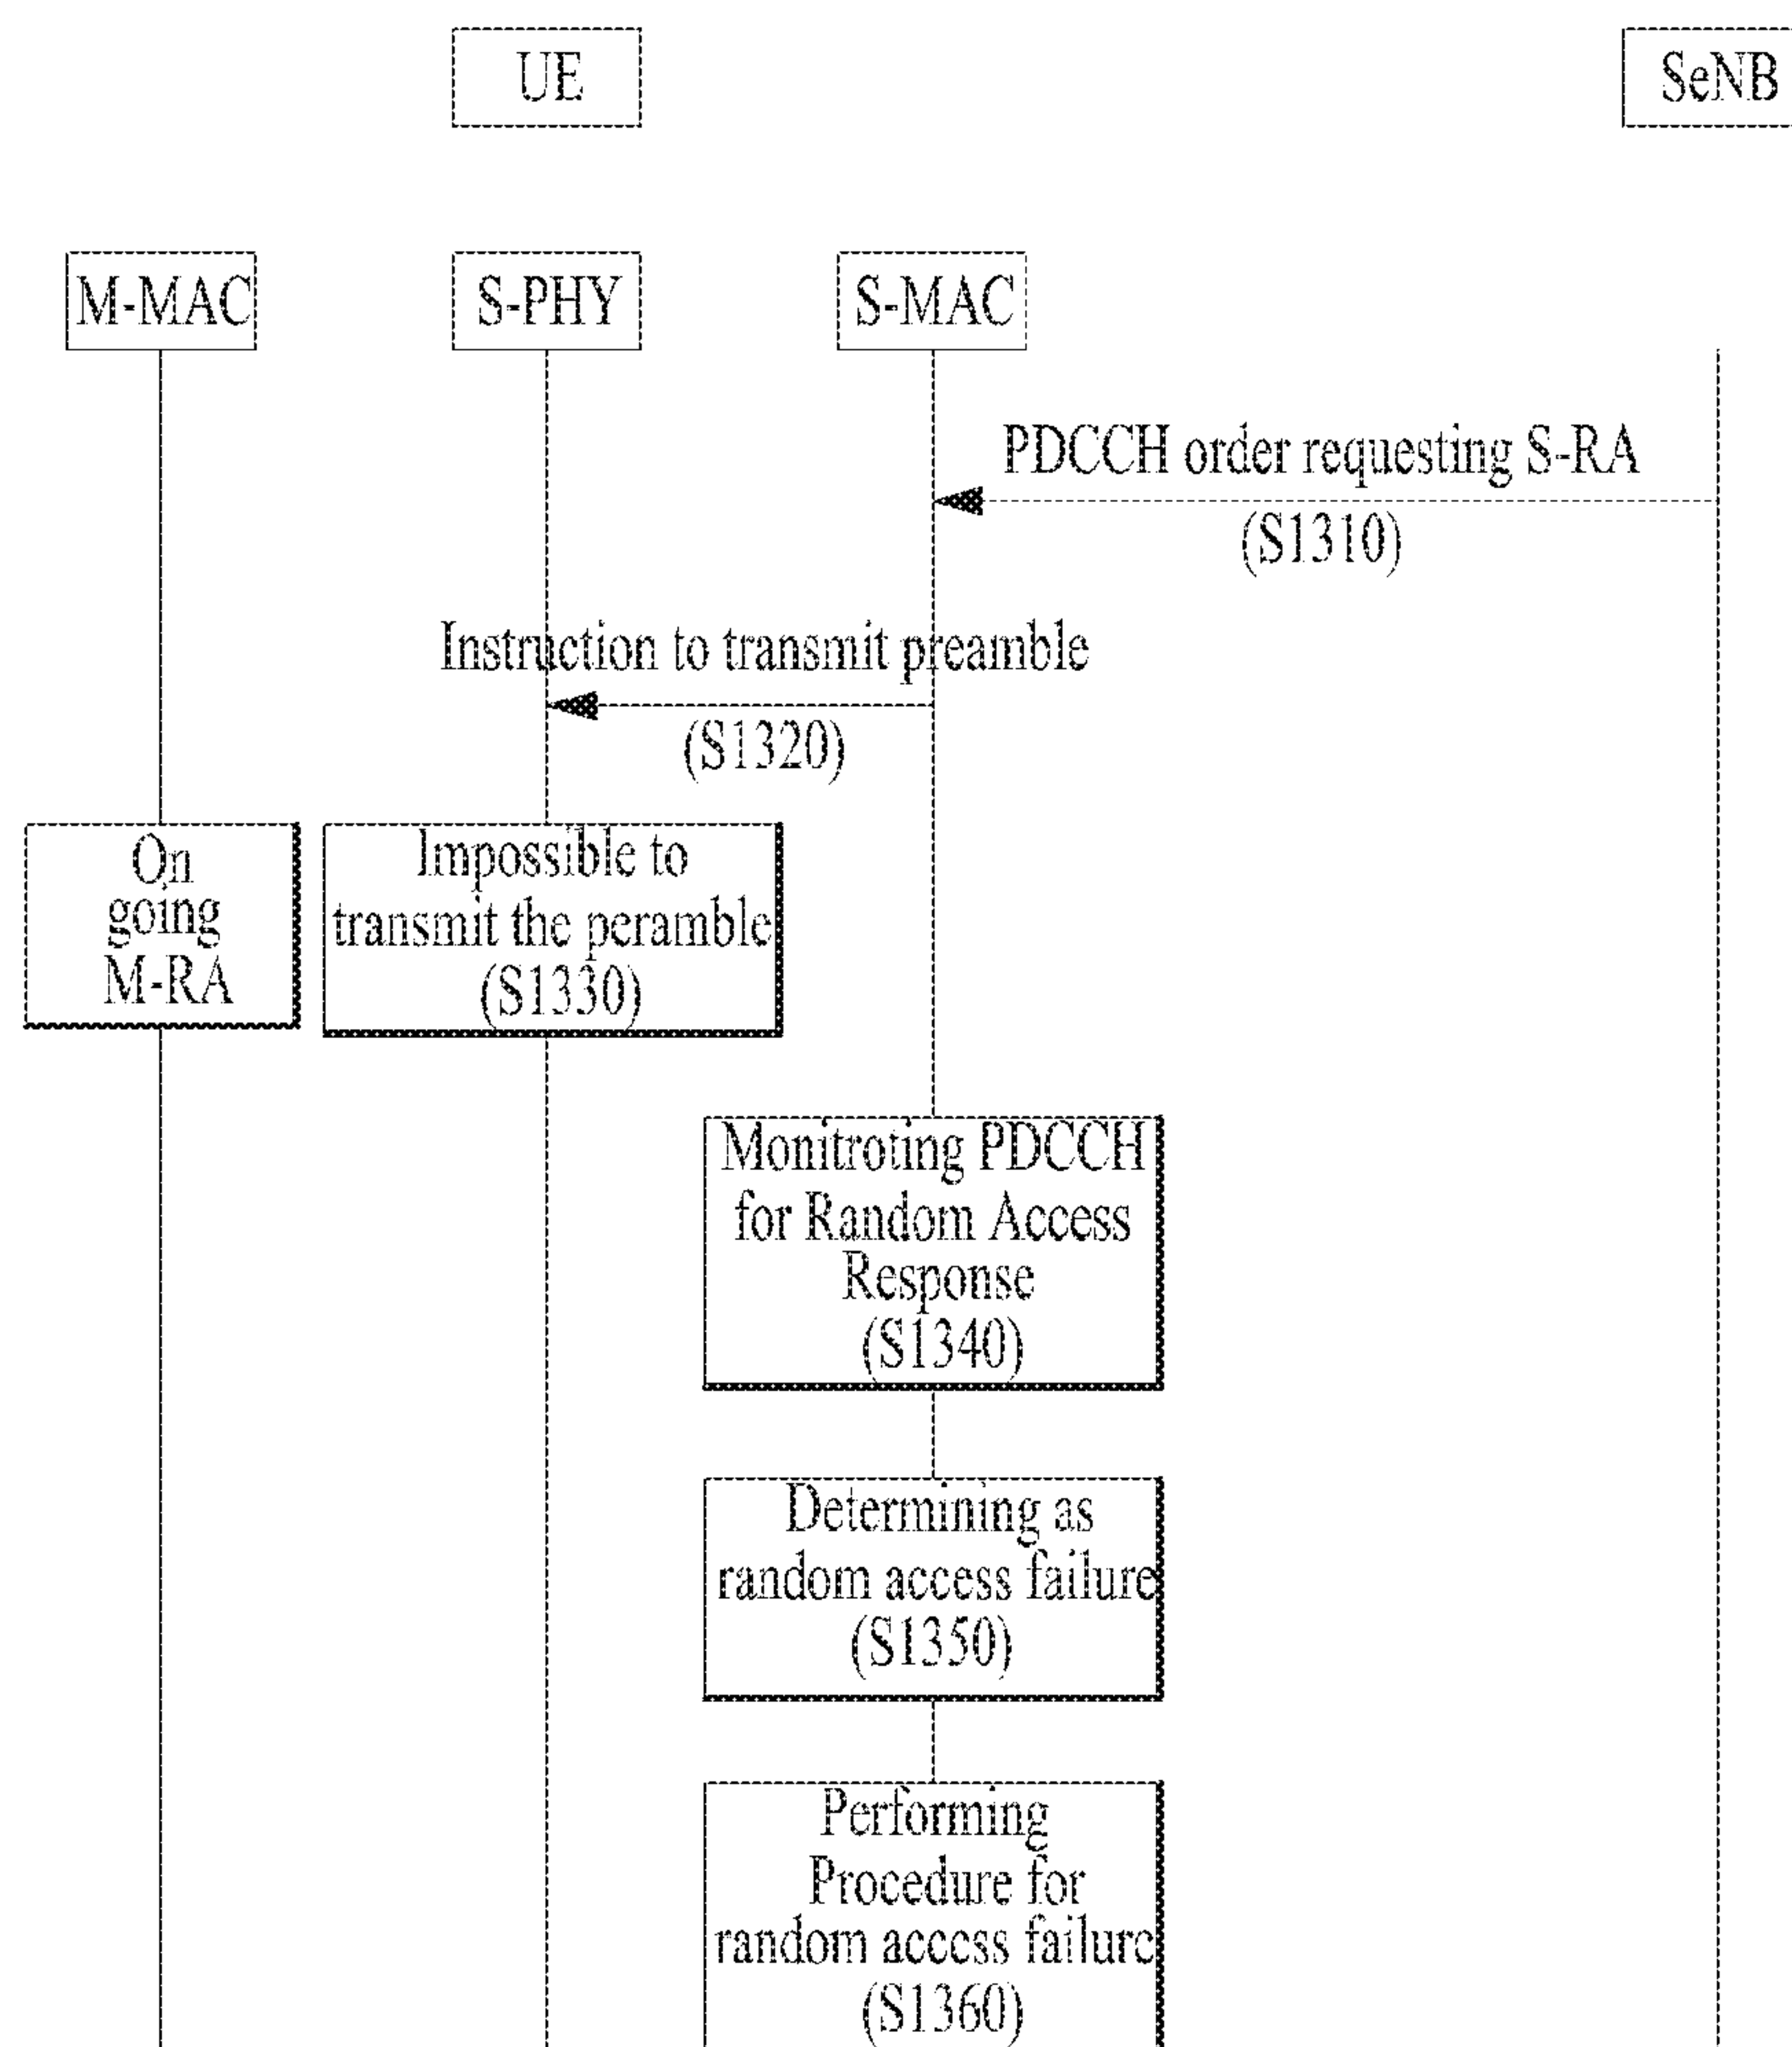 UE
SeNB
M-MAC
S-PHY
S-MAC
PDCCH order requesting S-RA
(S1310)
Instruction to transmit preamble
(S1320)
On
going
M-RA
Impossible to
transmit the peramble
(S1330)
Monitroting PDCCH
for Random Access
Response
(S1340)
Determining as
random access failure
(S1350)
Performing
Procedure for
random access failure
(S1360)